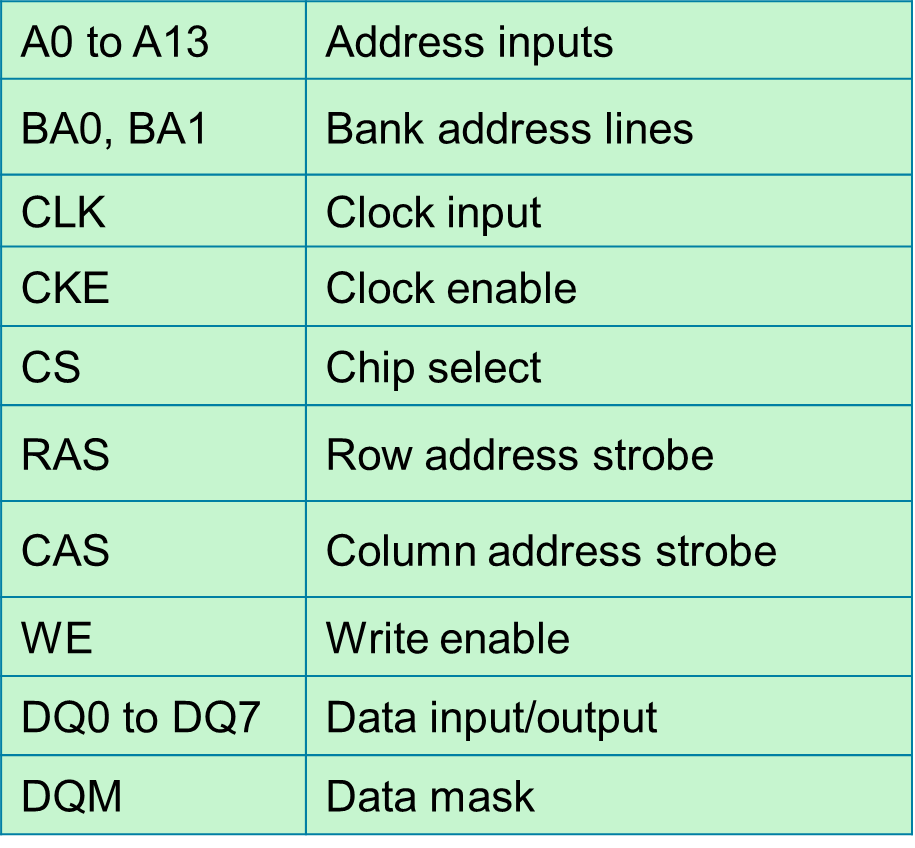 A0 to A13 Address inputs
BA0, BA1 Bank address lines
CLK Clock input
CKE Clock enable
CS Chip select
RAS Row address strobe
CAS Column address strobe
WE Write enable
DQ0 to DQ7 Data input/output
DQM Data mask